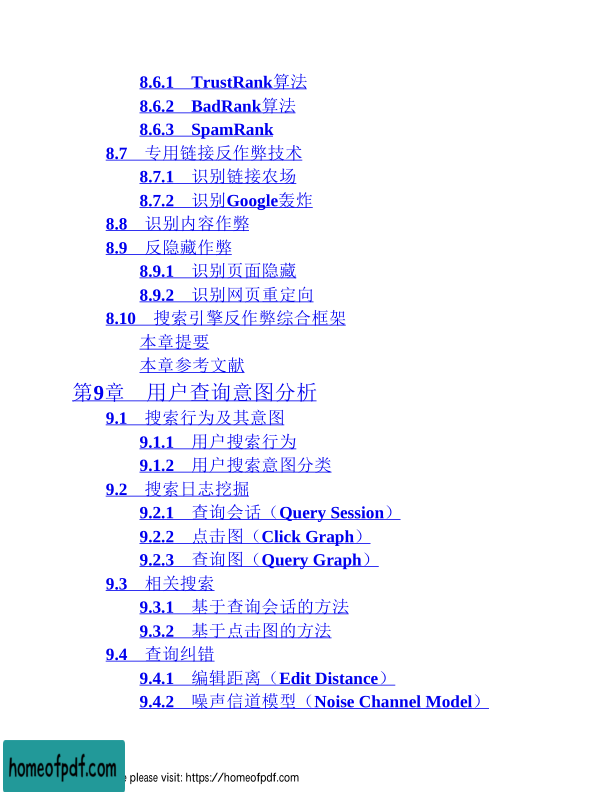 8.6.1 TrustRank算法
8.6.2 BadRank算法
8.6.3 SpamRank
8.7 专用链接反作弊技术
8.7.1 识别链接农场
8.7.2 识别Google轰炸
8.8 识别内容作弊
8.9 反隐藏作弊
8.9.1 识别页面隐藏
8.9.2 识别网页重定向
8.10 搜索引擎反作弊综合框架
本章提要
本章参考文献
第9章 用户查询意图分析
9.1 搜索行为及其意图
9.1.1 用户搜索行为
9.1.2 用户搜索意图分类
9.2 搜索日志挖掘
9.2.1 查询会话（Query Session）
9.2.2 点击图（Click Graph）
9.2.3 查询图（Query Graph）
9.3 相关搜索
9.3.1 基于查询会话的方法
9.3.2 基于点击图的方法
9.4 查询纠错
9.4.1 编辑距离（Edit Distance）
9.4.2 噪声信道模型（Noise Channel Model）
homeofpdf.com
please visit: https://homeofpdf.com